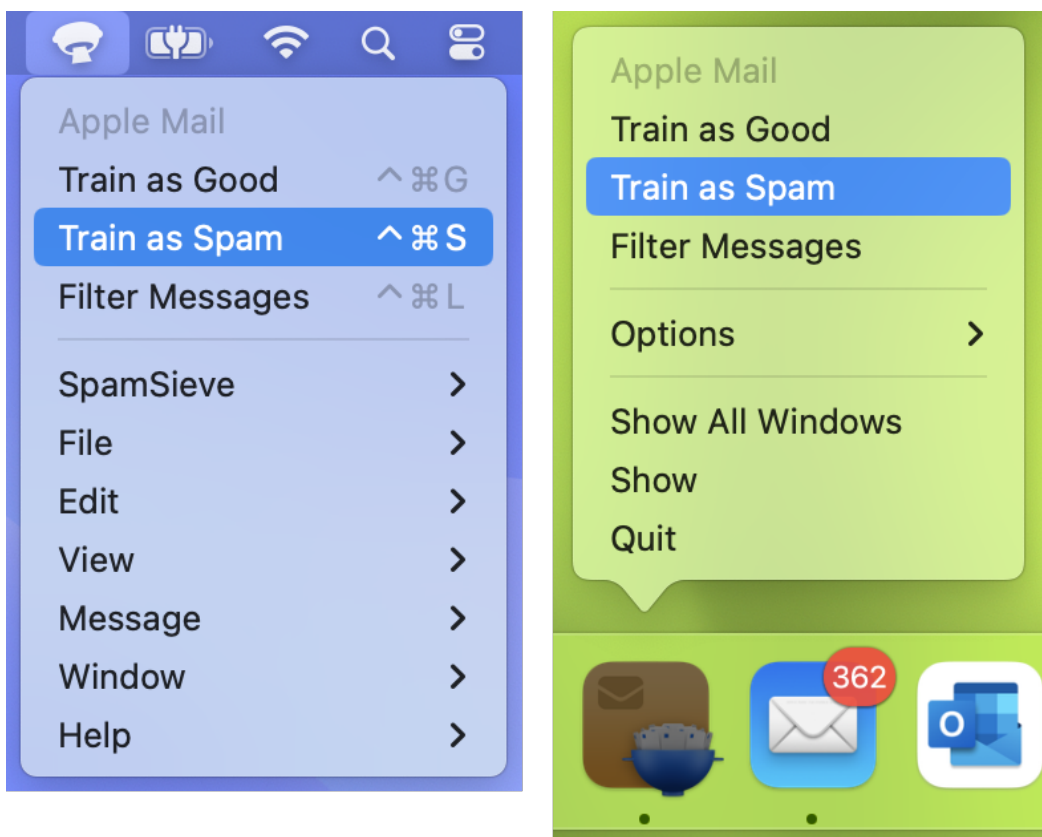 Apple Mail
Train as Good ^⌘G
Train as Spam ^⌘S
Filter Messages ^⌘L
SpamSieve
File
Edit
View
Message
Window
Help
Apple Mail
Train as Good
Train as Spam
Filter Messages
Options
Show All Windows
Show
Quit
362
O